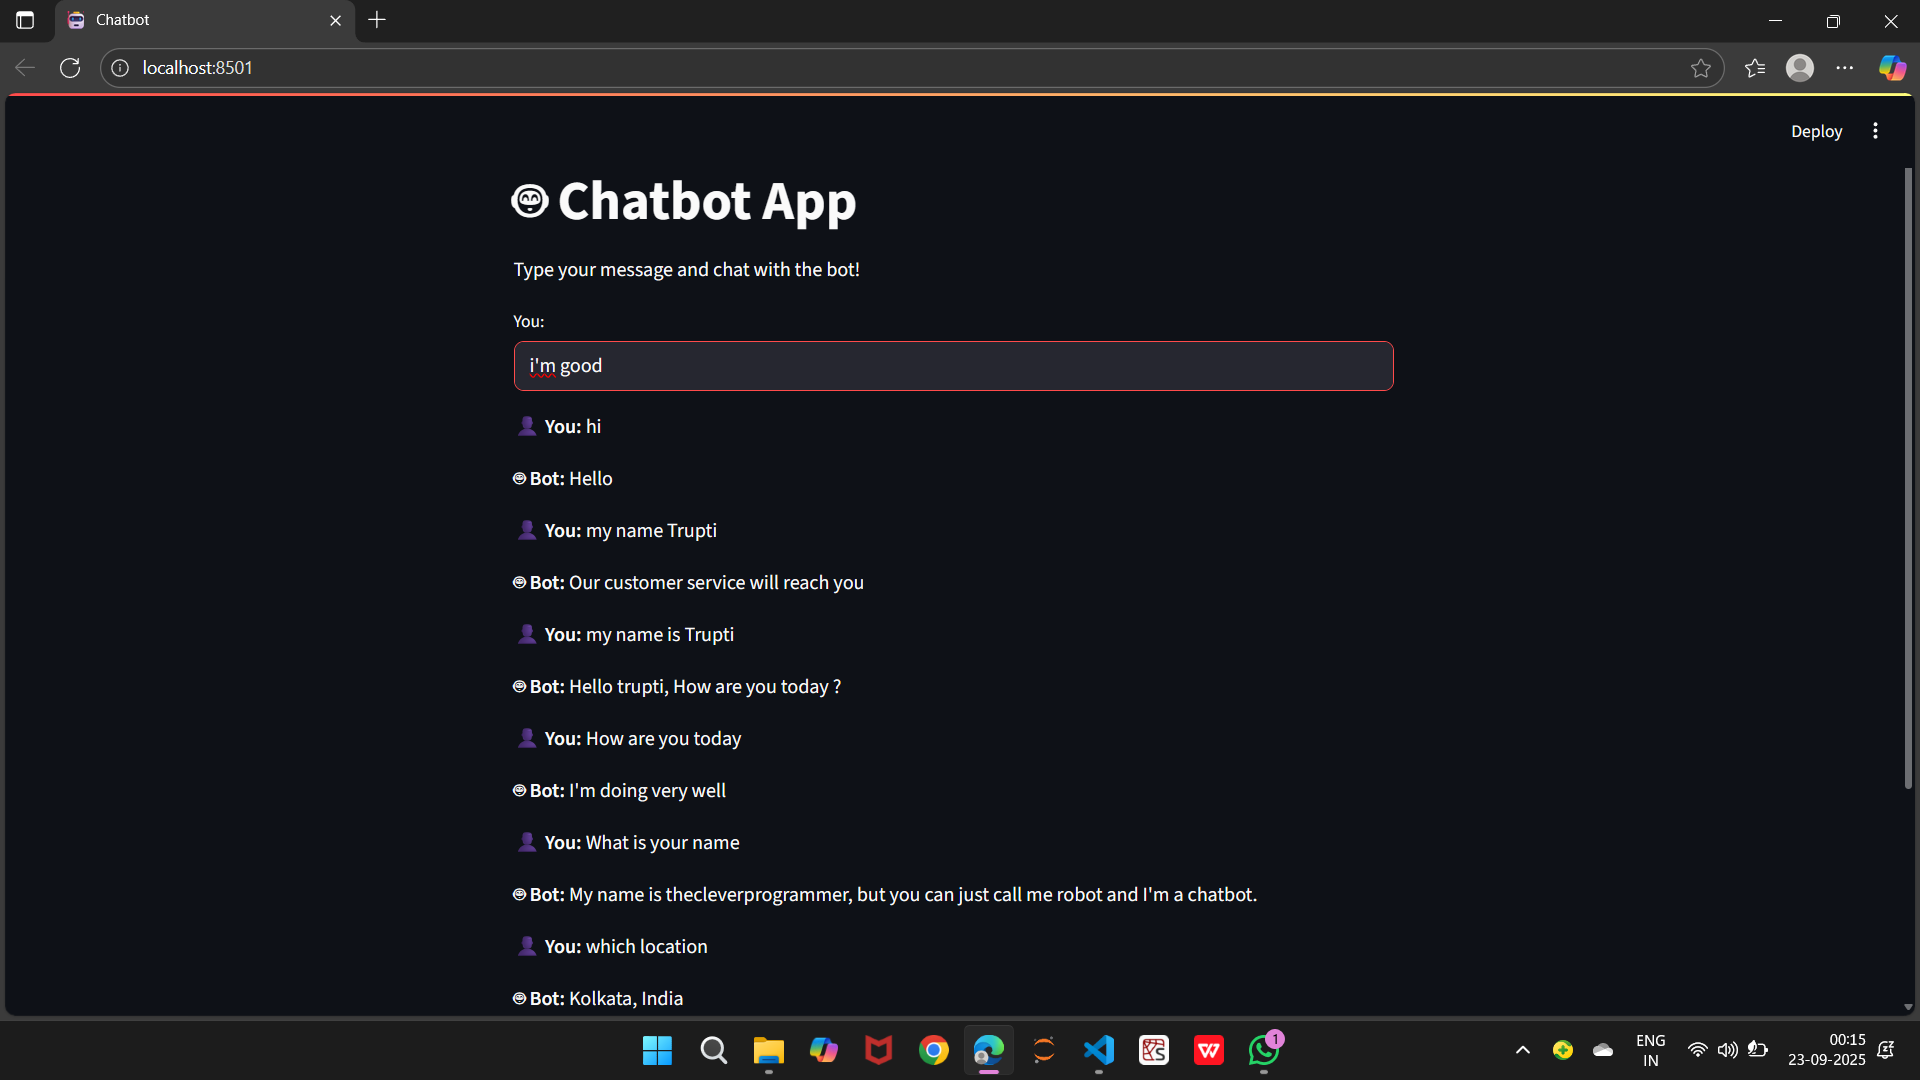 Chatbot
localhost:8501
Deploy
Chatbot App
Type your message and chat with the bot!
You:
i'm good
You: hi
Bot: Hello
You: my name Trupti
Bot: Our customer service will reach you
You: my name is Trupti
Bot: Hello trupti, How are you today ?
You: How are you today
Bot: I'm doing very well
You: What is your name
Bot: My name is thecleverprogrammer, but you can just call me robot and I'm a chatbot.
You: which location
Bot: Kolkata, India
1
ENG
IN
00:15
23-09-2025